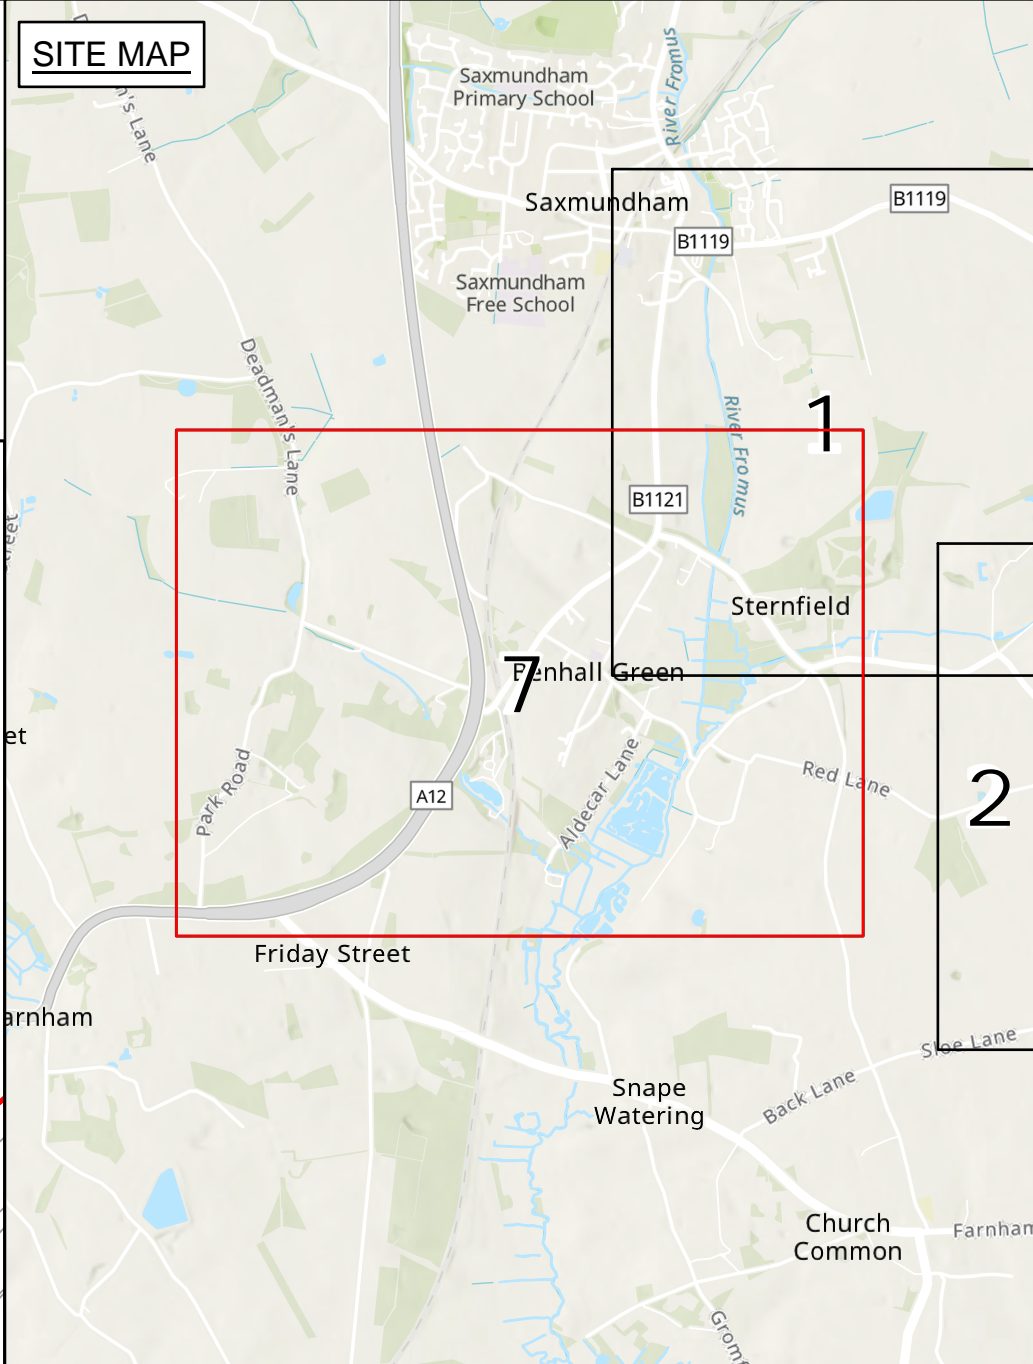 SITE MAP
m's Lane
River Fromus
Saxmundham
Primary School
Saxmundham
B1119
B1119
Saxmundham
Free School
Deadman's Lane
River Fromus
1
B1121
Sternfield
7
Benhall Green
et
Park Road
A12
Aldecar Lane
Red Lane
2
Friday Street
arnham
Sloe Lane
Snape
Watering
Back Lane
Church
Common
Farnham